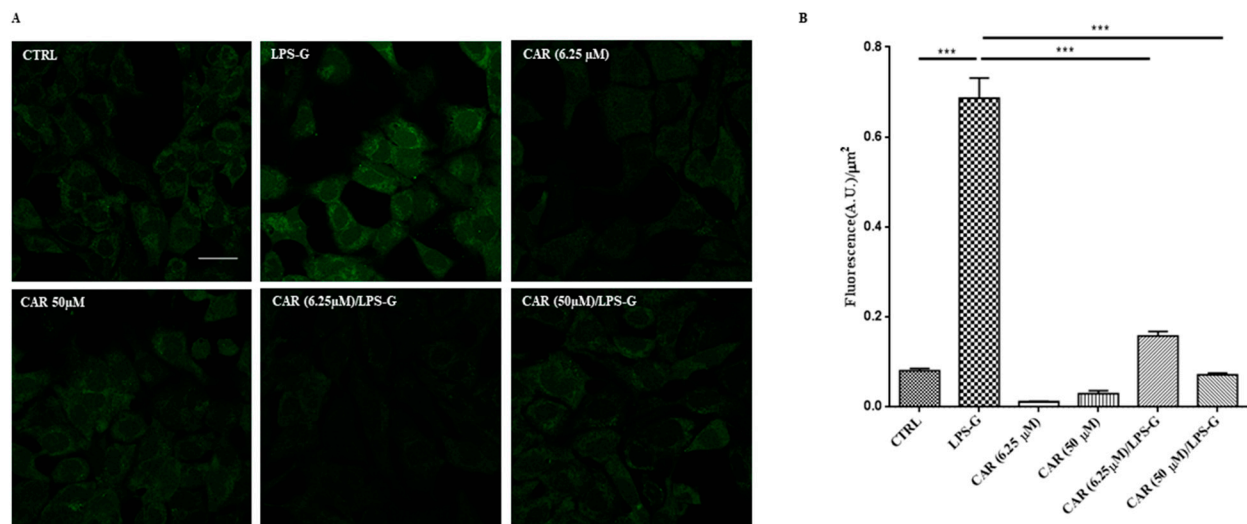 A
CTRL
LPS-G
CAR (6.25 μM)
CAR 50μM
CAR (6.25μM)/LPS-G
CAR (50μM)/LPS-G
B
***
***
***
Fluorescence(A.U.)/μm²
0.8
0.6
0.4
0.2
0.0
CTRL
LPS-G
CAR (6.25 μM)
CAR (50 μM)
CAR (6.25μM)/LPS-G
CAR (50 μM)/LPS-G